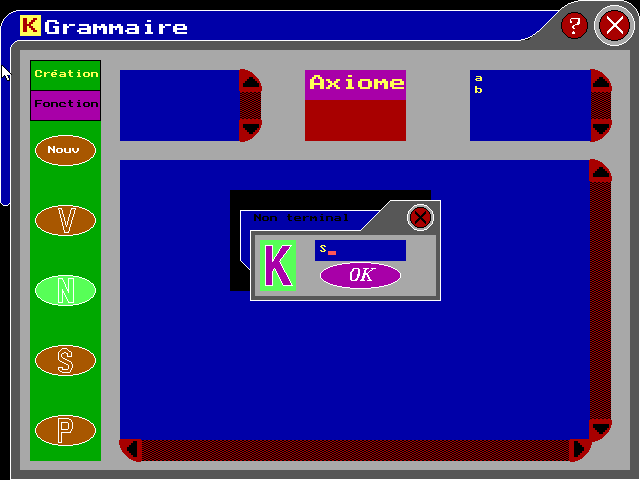 K Grammaire
?
Création
Fonction
Nouv
V
N
S
P
Axiome
a
b
Non terminal
K
s_
OK